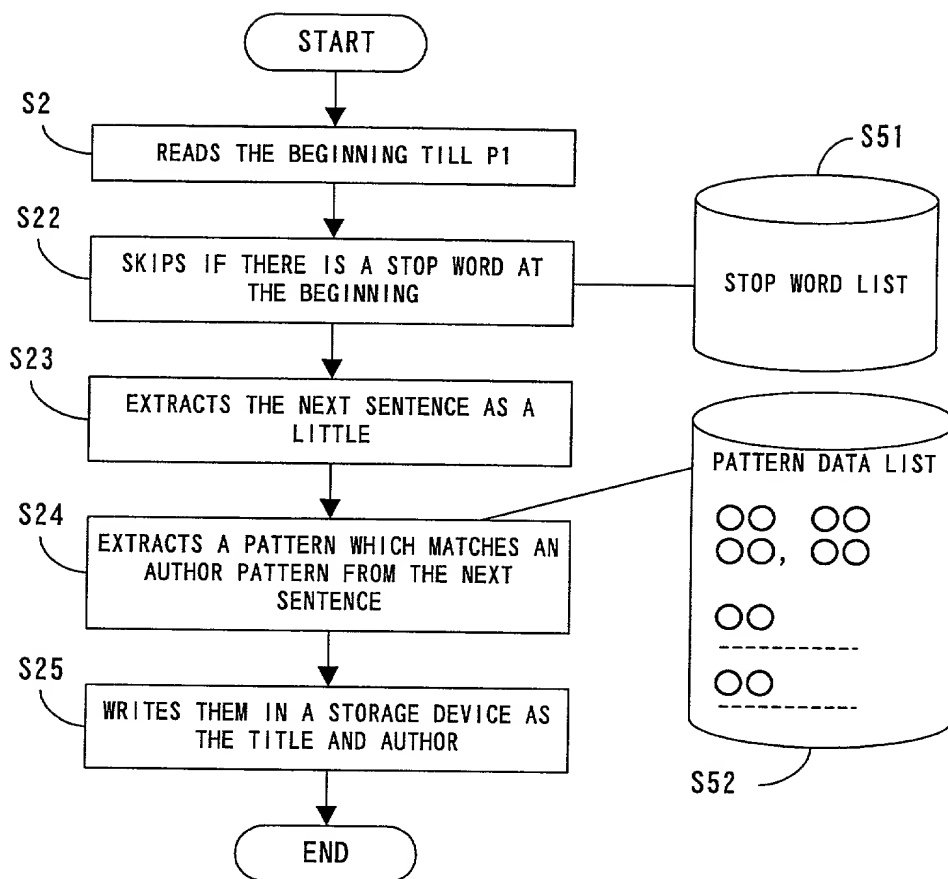 START
S2
READS THE BEGINNING TILL P1
S51
S22
SKIPS IF THERE IS A STOP WORD AT
THE BEGINNING
STOP WORD LIST
S23
EXTRACTS THE NEXT SENTENCE AS A
LITTLE
PATTERN DATA LIST
○○ ○○
○○, ○○
○○
○○
S24
EXTRACTS A PATTERN WHICH MATCHES AN
AUTHOR PATTERN FROM THE NEXT
SENTENCE
S25
WRITES THEM IN A STORAGE DEVICE AS
THE TITLE AND AUTHOR
S52
END